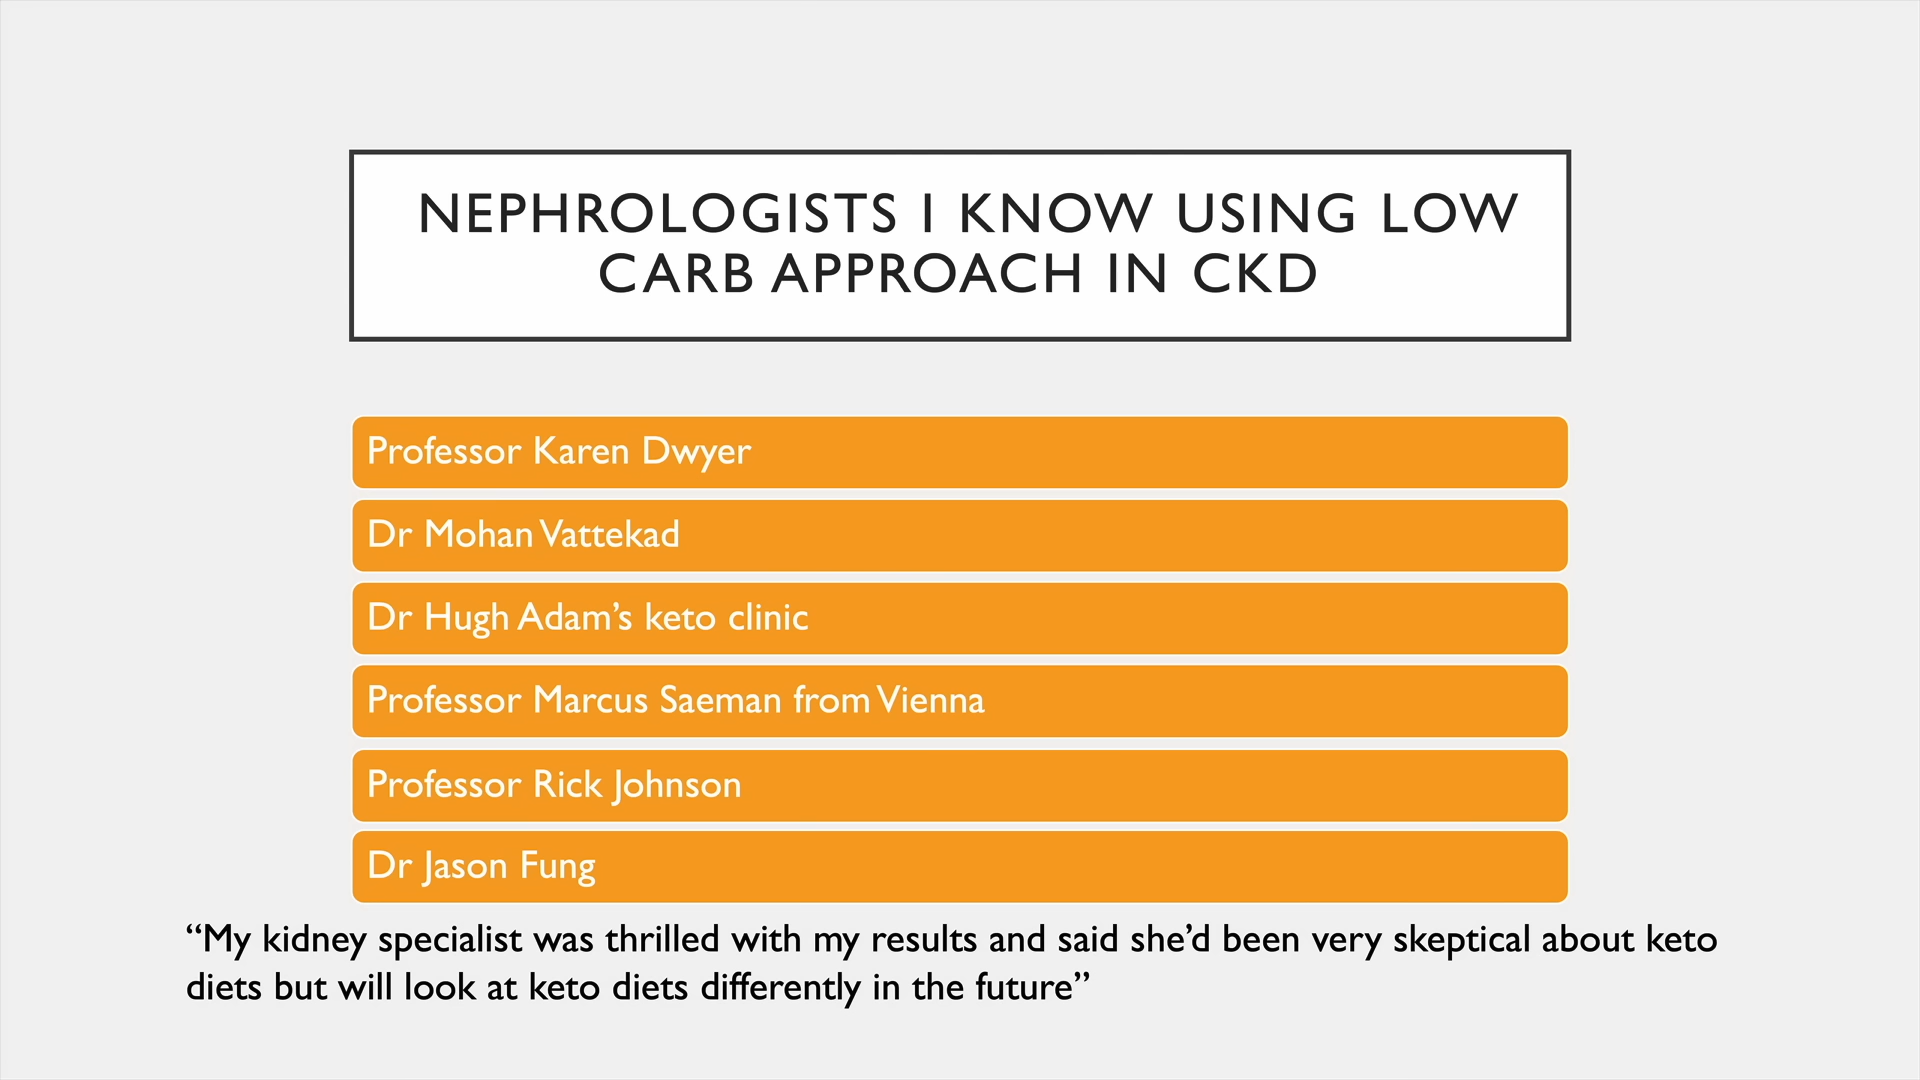 NEPHROLOGISTS I KNOW USING LOW
CARB APPROACH IN CKD
Professor Karen Dwyer
Dr Mohan Vattekad
Dr Hugh Adam’s keto clinic
Professor Marcus Saeman from Vienna
Professor Rick Johnson
Dr Jason Fung
“My kidney specialist was thrilled with my results and said she’d been very skeptical about keto
diets but will look at keto diets differently in the future”